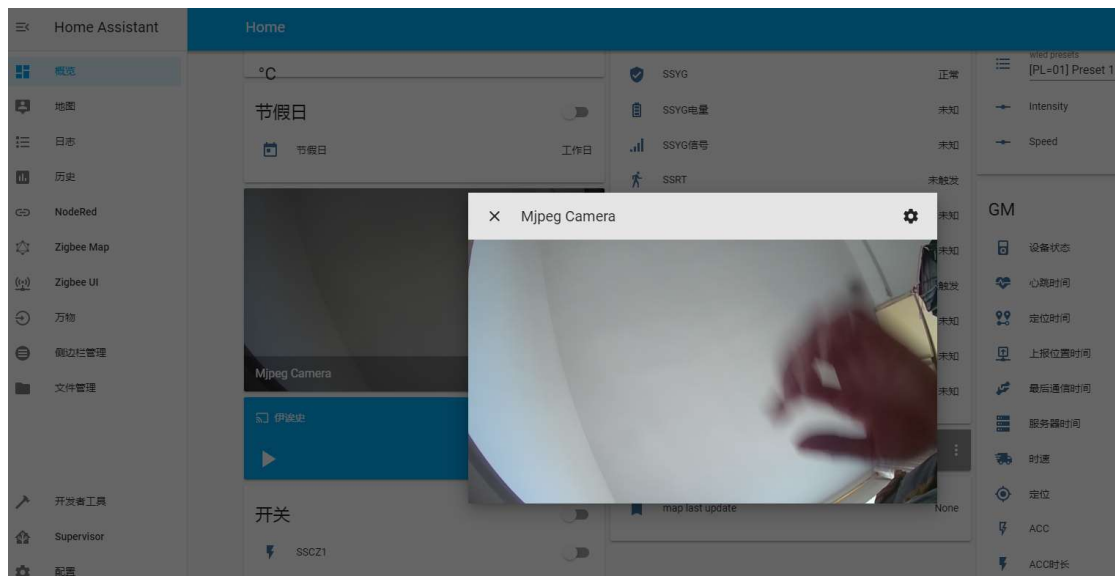 Home Assistant
Home
概览
地图
日志
历史
NodeRed
Zigbee Map
Zigbee UI
万物
侧边栏管理
文件管理
开发者工具
Supervisor
配置
°C
节假日
节假日 工作日
Mjpeg Camera
开关
SSCZ1
SSYG 正常
SSYG电量 未知
SSYG信号 未知
SSRT 未触发
未知
未知
触发
未知
未知
未知
Mjpeg Camera
map last update None
wled presets
[PL=01] Preset 1
Intensity
Speed
GM
设备状态
心跳时间
定位时间
上报位置时间
最后通信时间
服务器时间
时速
定位
ACC
ACC时长